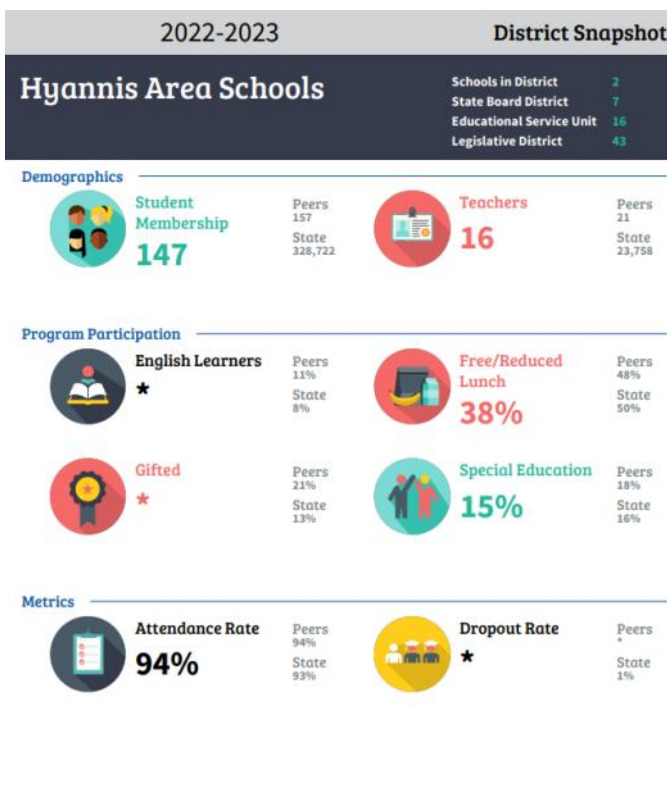 2022-2023
District Snapshot
Hyannis Area Schools
Schools in District 2
State Board District 7
Educational Service Unit 16
Legislative District 43
Demographics
Student
Membership
147
Peers
157
State
328,722
Teachers
16
Peers
21
State
23,758
Program Participation
English Learners
*
Peers
11%
State
8%
Free/Reduced
Lunch
38%
Peers
48%
State
50%
Gifted
*
Peers
21%
State
13%
Special Education
15%
Peers
18%
State
16%
Metrics
Attendance Rate
94%
Peers
94%
State
93%
Dropout Rate
*
Peers
*
State
1%